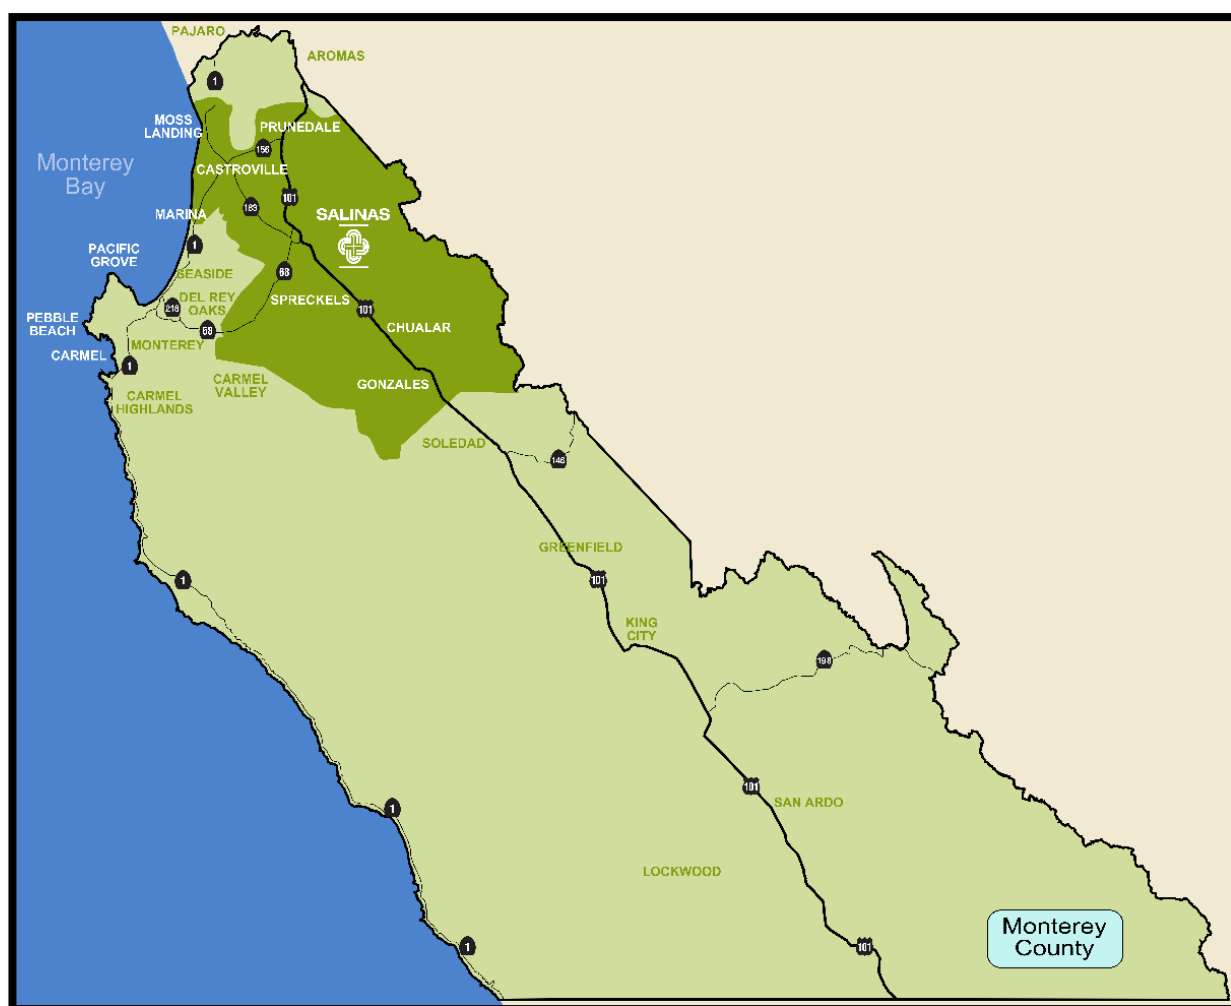 PAJARO
AROMAS
1
MOSS
LANDING
PRUNEDALE
156
Monterey
Bay
CASTROVILLE
101
183
MARINA
SALINAS
1
PACIFIC
GROVE
SEASIDE
68
DEL REY
OAKS
SPRECKELS
218
101
PEBBLE
BEACH
68
CHUALAR
MONTEREY
CARMEL
1
CARMEL
VALLEY
GONZALES
CARMEL
HIGHLANDS
SOLEDAD
146
GREENFIELD
1
101
KING
CITY
198
101
SAN ARDO
1
LOCKWOOD
Monterey
County
1
101